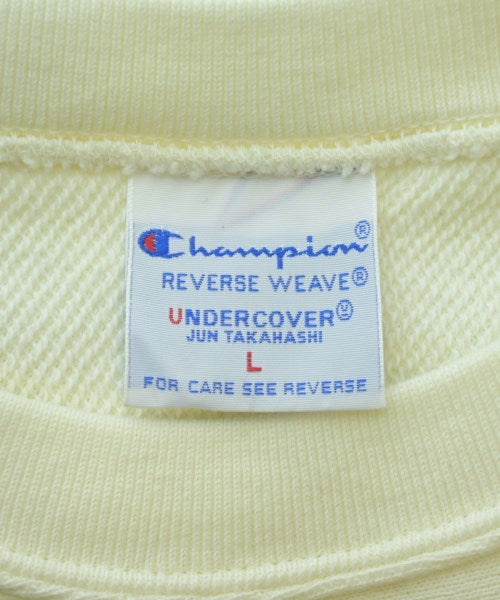 Champion®
REVERSE WEAVE®
UNDERCOVER
JUN TAKAHASHI
L
FOR CARE SEE REVERSE